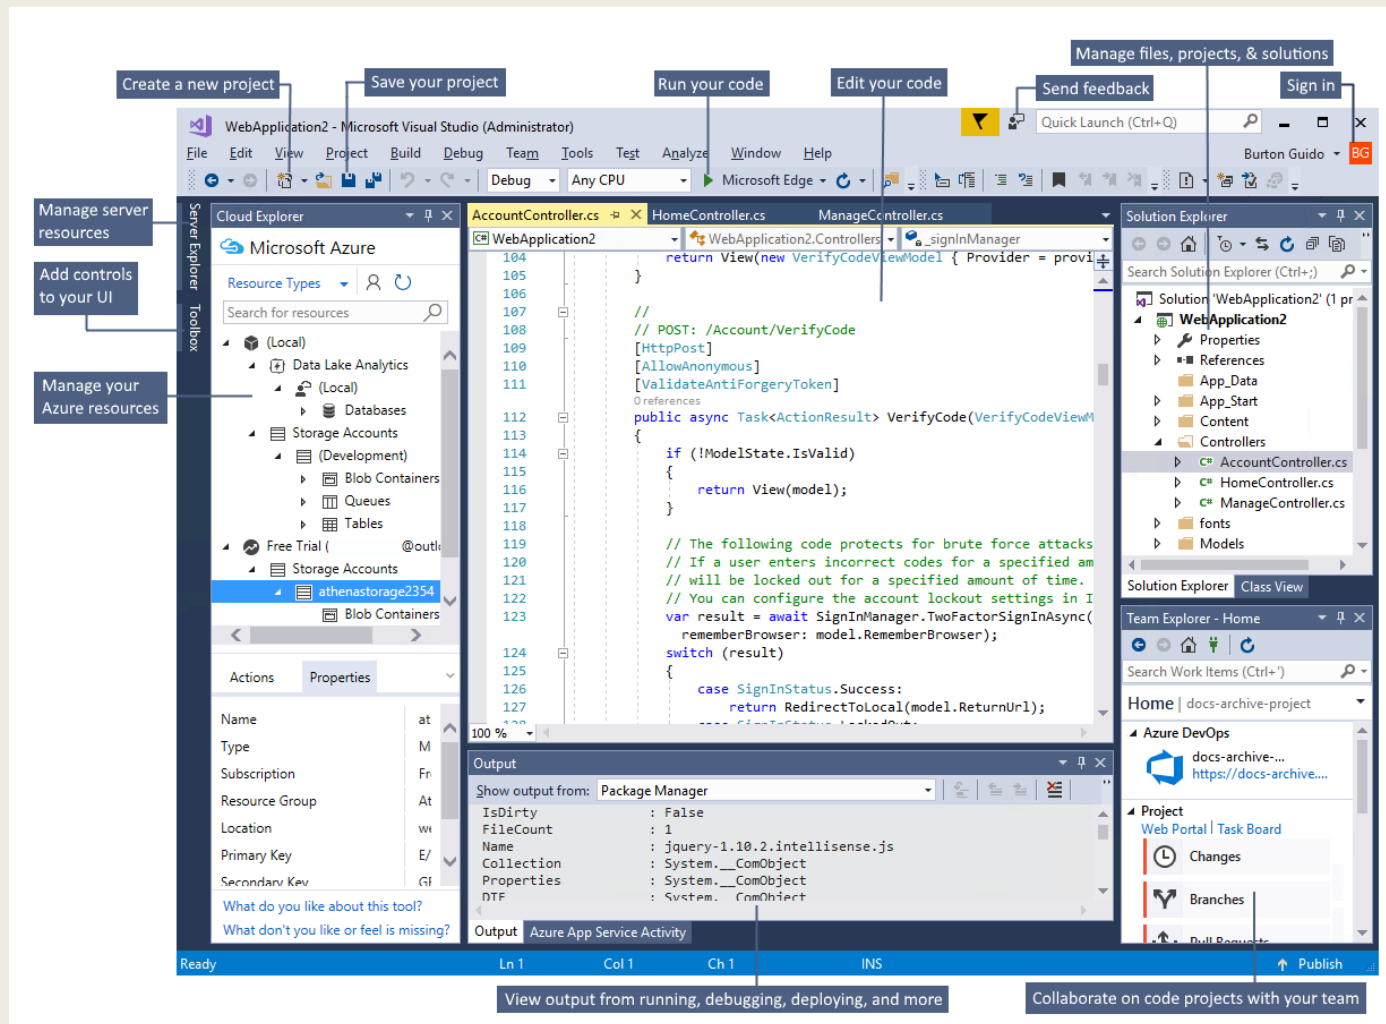 Manage files, projects, & solutions
Create a new project
Save your project
Run your code
Edit your code
Send feedback
Sign in
WebApplication2 - Microsoft Visual Studio (Administrator)
Quick Launch (Ctrl+Q)
File Edit View Project Build Debug Team Tools Test Analyze Window Help
Burton Guido BG
Debug Any CPU Microsoft Edge
Manage server
resources
Add controls
to your UI
Manage your
Azure resources
Server Explorer
Toolbox
Cloud Explorer
Microsoft Azure
Resource Types
Search for resources
(Local)
Data Lake Analytics
(Local)
Databases
Storage Accounts
(Development)
Blob Containers
Queues
Tables
Free Trial ( @outl
Storage Accounts
athenastorage2354
Blob Containers
Actions Properties
Name at
Type M
Subscription Fr
Resource Group At
Location we
Primary Key E/
Secondary Key GF
What do you like about this tool?
What don't you like or feel is missing?
AccountController.cs HomeController.cs ManageController.cs
C# WebApplication2 WebApplication2.Controllers _signInManager
104 return View(new VerifyCodeViewModel { Provider = provi
105 }
106
107 //
108 // POST: /Account/VerifyCode
109 [HttpPost]
110 [AllowAnonymous]
111 [ValidateAntiForgeryToken]
0 references
112 public async Task<ActionResult> VerifyCode(VerifyCodeViewM
113 {
114 if (!ModelState.IsValid)
115 {
116 return View(model);
117 }
118
119 // The following code protects for brute force attacks
120 // If a user enters incorrect codes for a specified am
121 // will be locked out for a specified amount of time.
122 // You can configure the account lockout settings in I
123 var result = await SignInManager.TwoFactorSignInAsync(
rememberBrowser: model.RememberBrowser);
124 switch (result)
125 {
126 case SignInStatus.Success:
127 return RedirectToLocal(model.ReturnUrl);
128 case SignInStatus.LockedOut:
100 %
Output
Show output from: Package Manager
IsDirty : False
FileCount : 1
Name : jquery-1.10.2.intellisense.js
Collection : System.__ComObject
Properties : System.__ComObject
DTE : System.__ComObject
Output Azure App Service Activity
Solution Explorer
Search Solution Explorer (Ctrl+;)
Solution 'WebApplication2' (1 pr
WebApplication2
Properties
References
App_Data
App_Start
Content
Controllers
C# AccountController.cs
C# HomeController.cs
C# ManageController.cs
fonts
Models
Solution Explorer Class View
Team Explorer - Home
Search Work Items (Ctrl+')
Home | docs-archive-project
Azure DevOps
docs-archive-...
https://docs-archive....
Project
Web Portal | Task Board
Changes
Branches
Pull Requests
Ready Ln 1 Col 1 Ch 1 INS Publish
View output from running, debugging, deploying, and more
Collaborate on code projects with your team